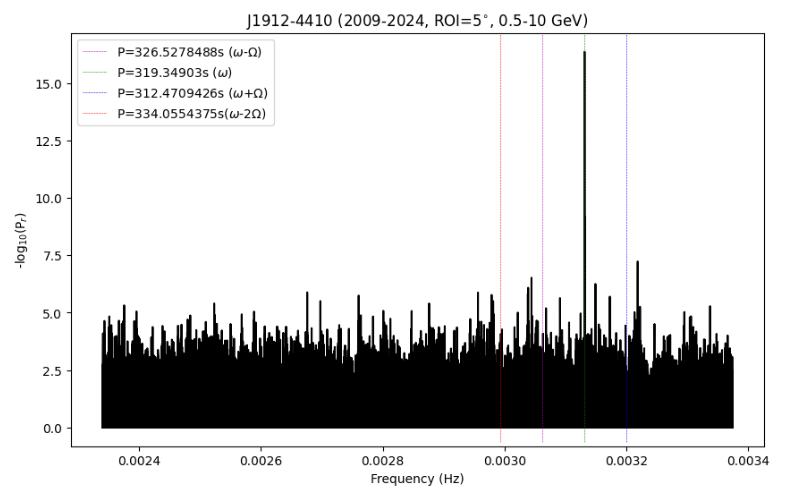 J1912-4410 (2009-2024, ROI=5°, 0.5-10 GeV)
P=326.5278488s (ω-Ω)
P=319.34903s (ω)
P=312.4709426s (ω+Ω)
P=334.0554375s(ω-2Ω)
-log₁₀(Pᵣ)
15.0
12.5
10.0
7.5
5.0
2.5
0.0
0.0024 0.0026 0.0028 0.0030 0.0032 0.0034
Frequency (Hz)